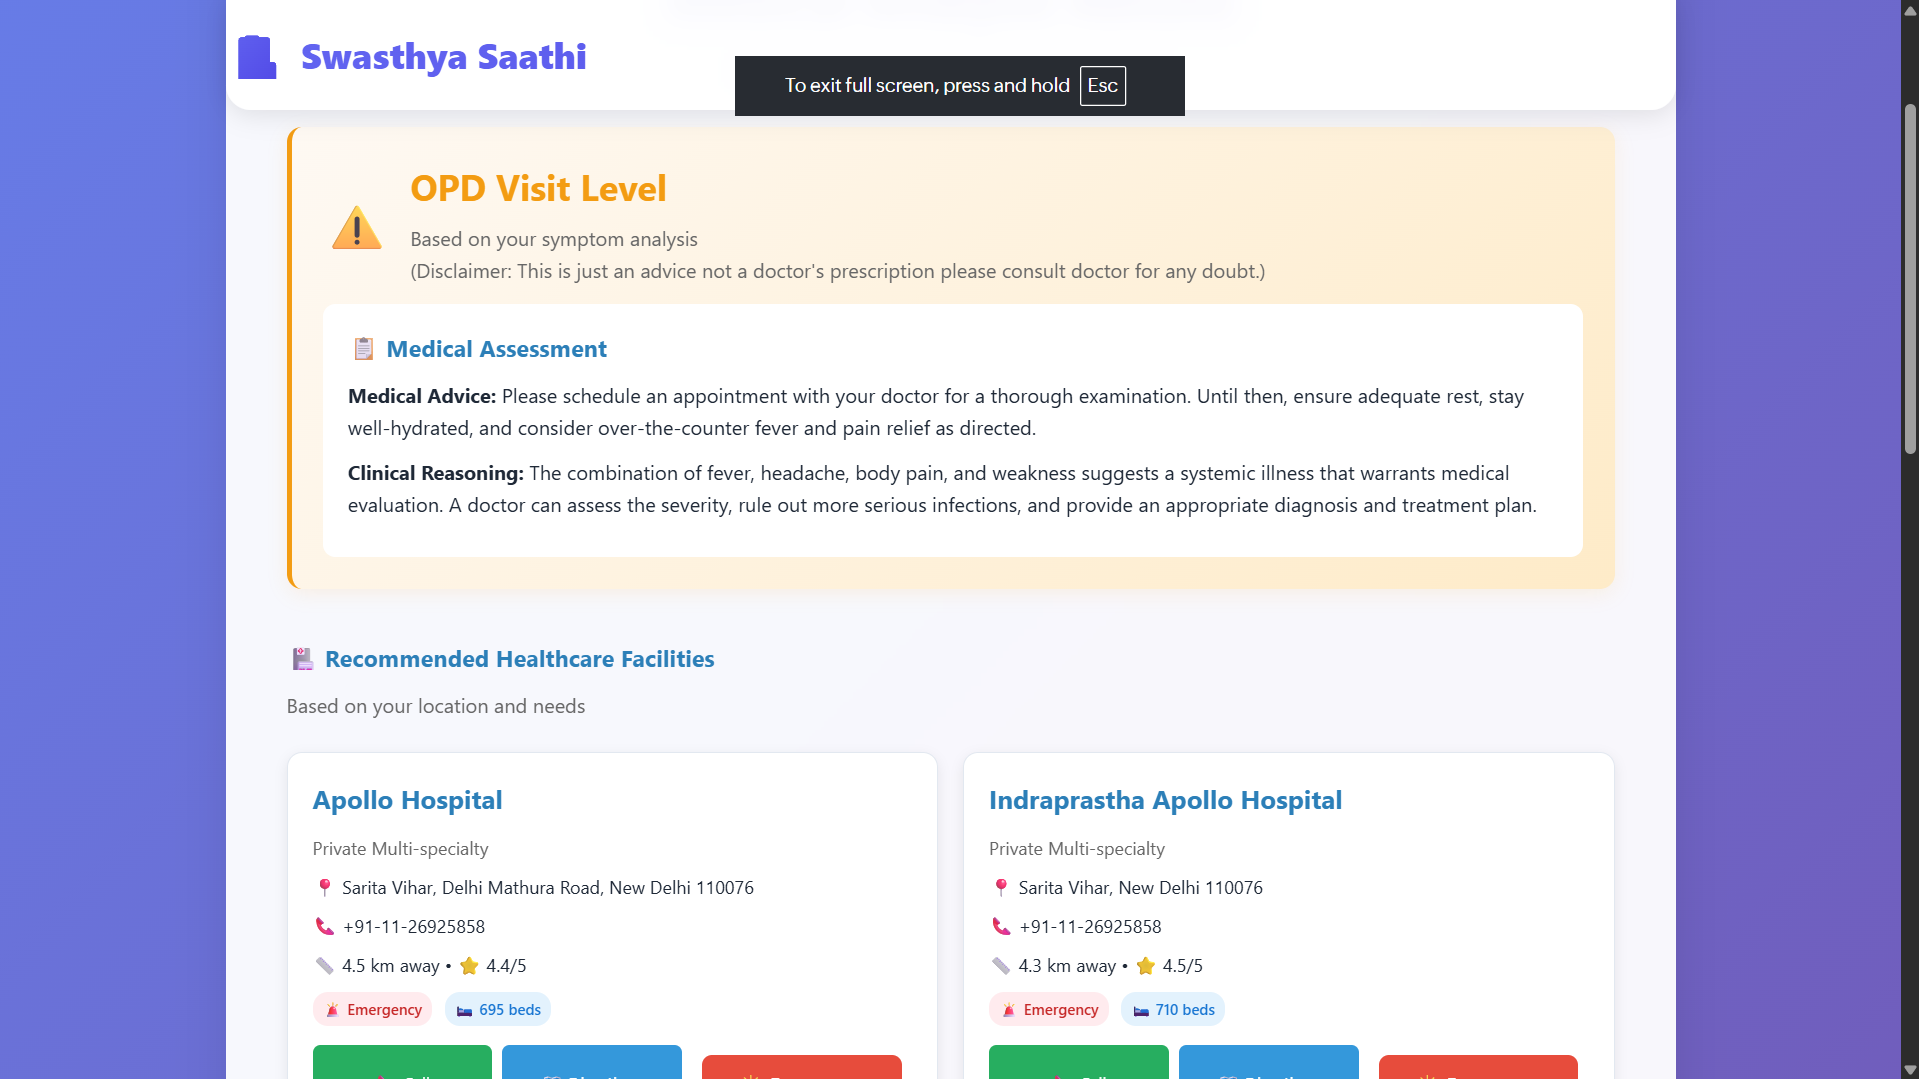 Swasthya Saathi
To exit full screen, press and hold Esc
OPD Visit Level
Based on your symptom analysis
(Disclaimer: This is just an advice not a doctor's prescription please consult doctor for any doubt.)
Medical Assessment
Medical Advice: Please schedule an appointment with your doctor for a thorough examination. Until then, ensure adequate rest, stay
well-hydrated, and consider over-the-counter fever and pain relief as directed.
Clinical Reasoning: The combination of fever, headache, body pain, and weakness suggests a systemic illness that warrants medical
evaluation. A doctor can assess the severity, rule out more serious infections, and provide an appropriate diagnosis and treatment plan.
Recommended Healthcare Facilities
Based on your location and needs
Apollo Hospital
Private Multi-specialty
Sarita Vihar, Delhi Mathura Road, New Delhi 110076
+91-11-26925858
4.5 km away • 4.4/5
Emergency 695 beds
Indraprastha Apollo Hospital
Private Multi-specialty
Sarita Vihar, New Delhi 110076
+91-11-26925858
4.3 km away • 4.5/5
Emergency 710 beds